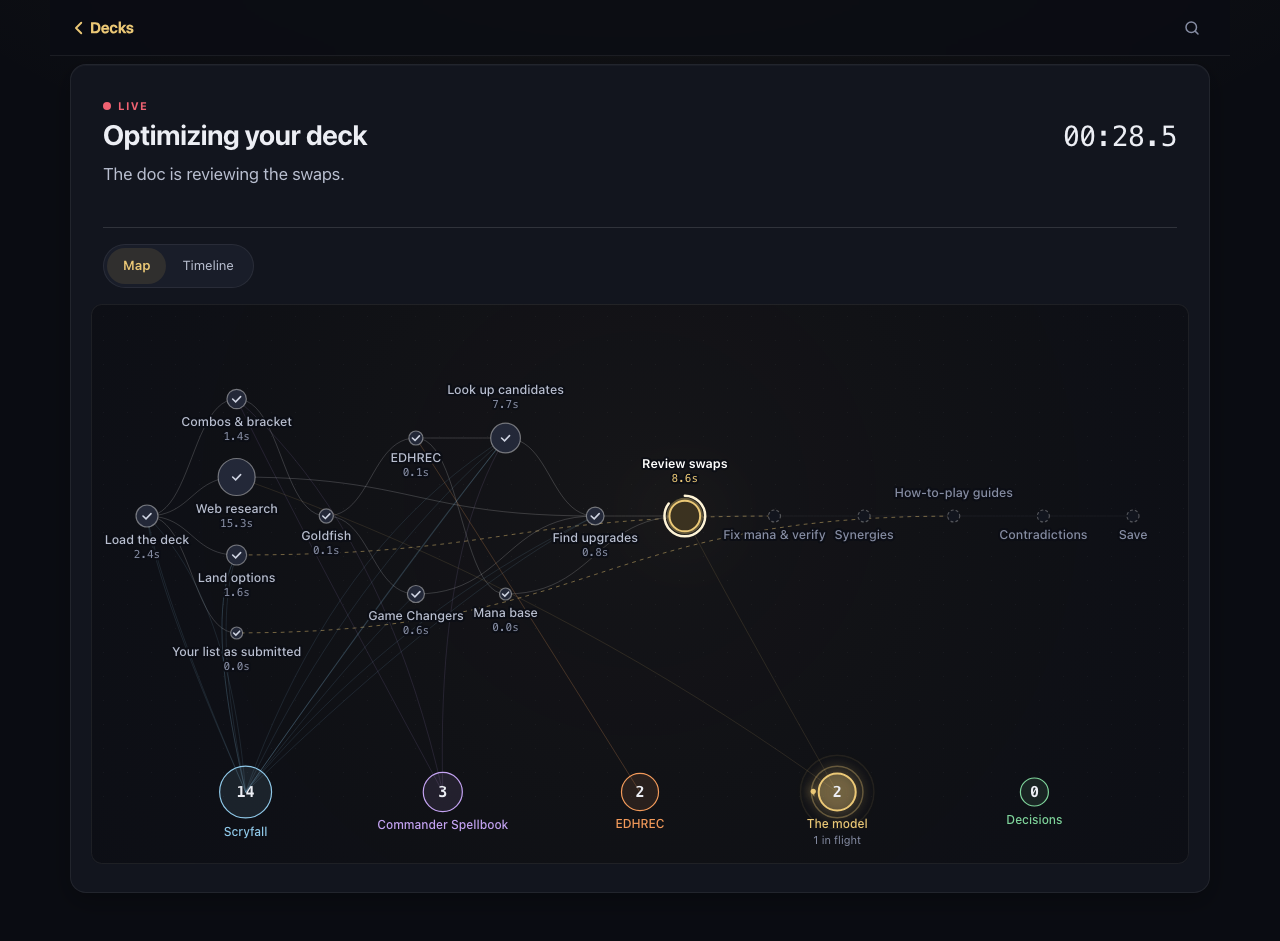 Decks
LIVE
Optimizing your deck
00:28.5
The doc is reviewing the swaps.
Map
Timeline
Look up candidates
7.7s
Combos & bracket
1.4s
EDHREC
0.1s
Review swaps
8.6s
How-to-play guides
Web research
15.3s
Load the deck
2.4s
Goldfish
0.1s
Find upgrades
0.8s
Fix mana & verify
Synergies
Contradictions
Save
Land options
1.6s
Game Changers
0.6s
Mana base
0.0s
Your list as submitted
0.0s
14
Scryfall
3
Commander Spellbook
2
EDHREC
2
The model
1 in flight
0
Decisions